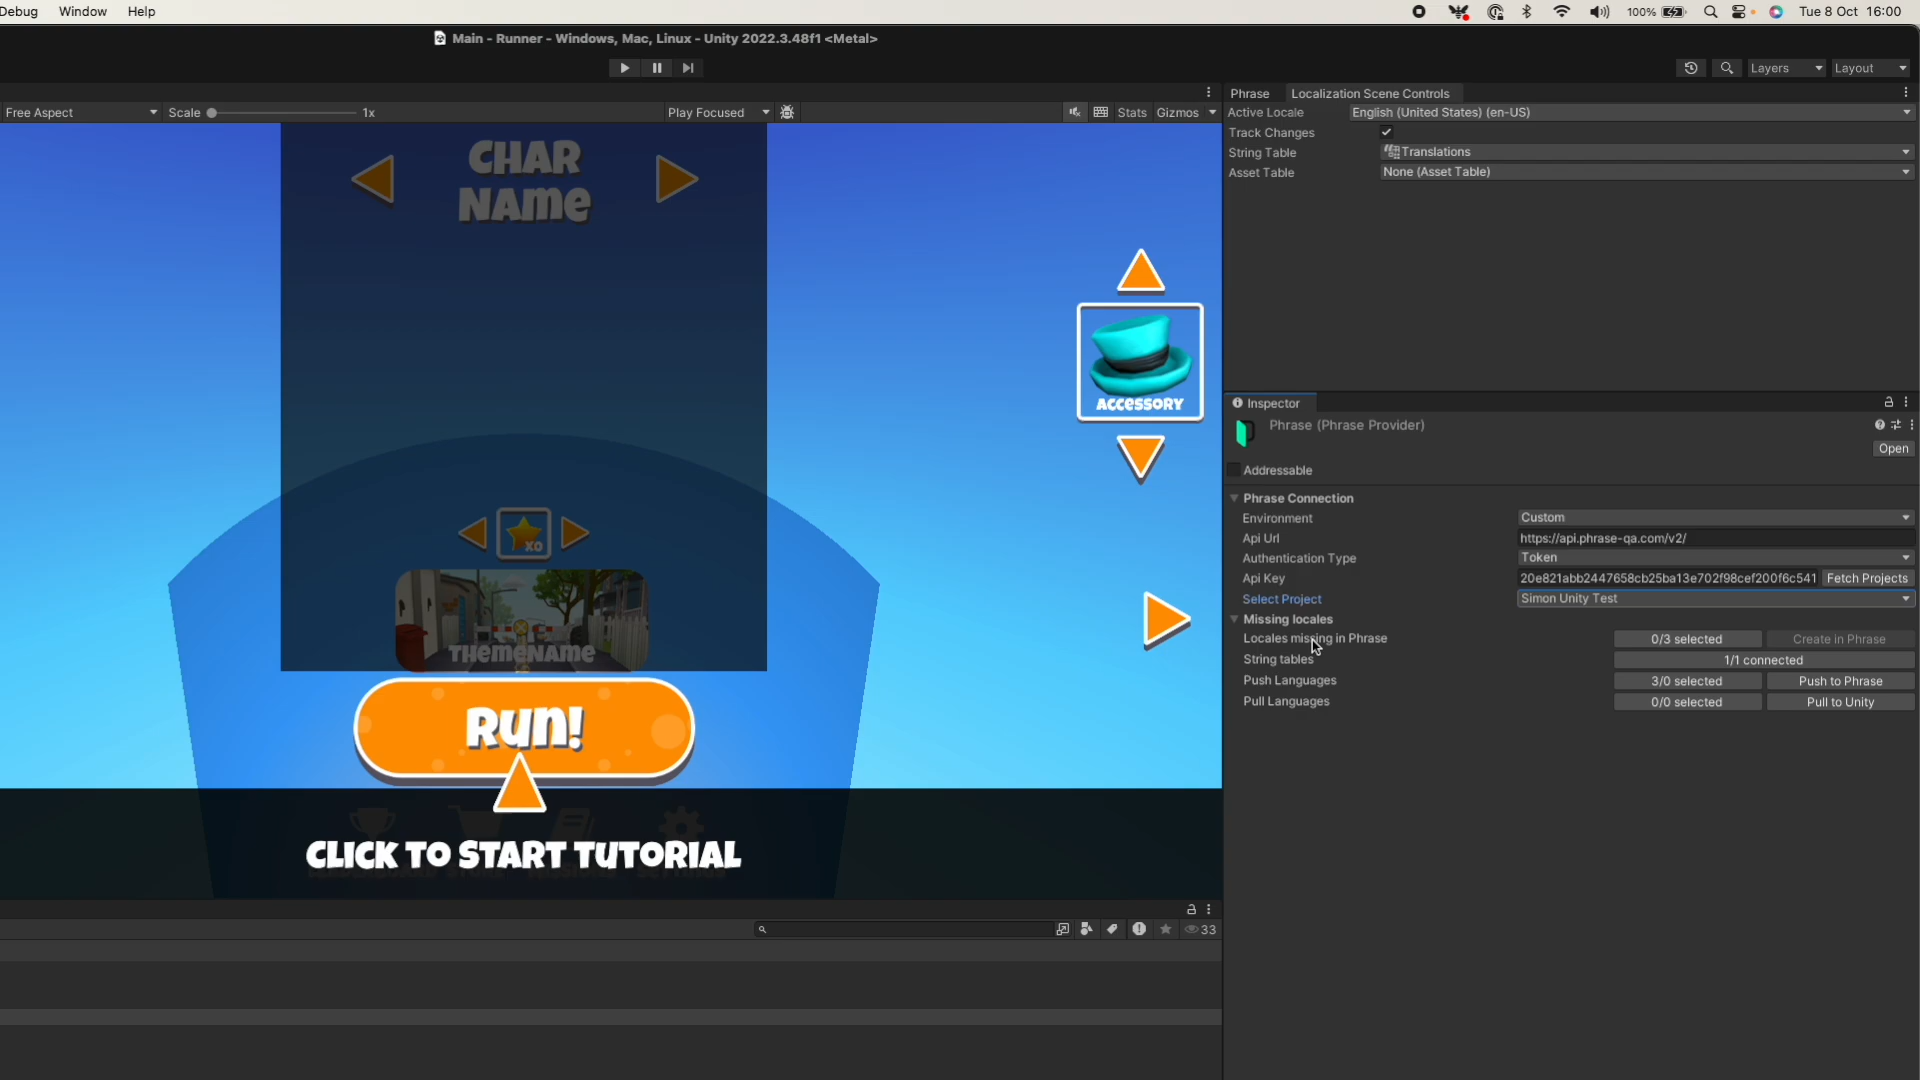 Debug Window Help
100% Tue 8 Oct 16:00
Main - Runner - Windows, Mac, Linux - Unity 2022.3.48f1 <Metal>
Layers Layout
Free Aspect Scale 1x Play Focused Stats Gizmos
Phrase Localization Scene Controls
Active Locale English (United States) (en-US)
Track Changes
String Table Translations
Asset Table None (Asset Table)
CHAR
NAME
ACCESSORY
x0
THEMENAME
Run!
CLICK TO START TUTORIAL
33
Inspector
Phrase (Phrase Provider)
Open
Addressable
Phrase Connection
Environment Custom
Api Url https://api.phrase-qa.com/v2/
Authentication Type Token
Api Key 20e821abb2447658cb25ba13e702f98cef200f6c541 Fetch Projects
Select Project Simon Unity Test
Missing locales
Locales missing in Phrase 0/3 selected Create in Phrase
String tables 1/1 connected
Push Languages 3/0 selected Push to Phrase
Pull Languages 0/0 selected Pull to Unity